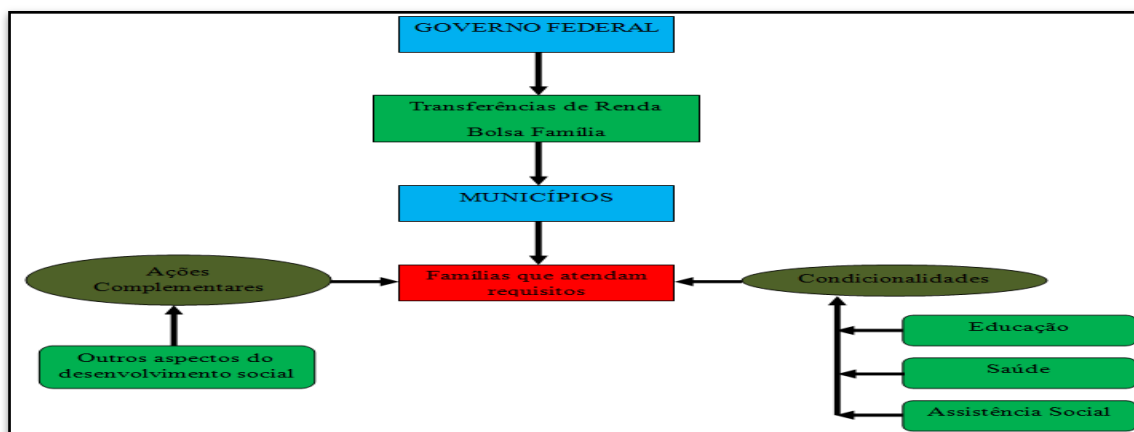 GOVERNO FEDERAL
Transferências de Renda
Bolsa Família
MUNICÍPIOS
Ações
Complementares
Famílias que atendam
requisitos
Condicionalidades
Outros aspectos do
desenvolvimento social
Educação
Saúde
Assistência Social